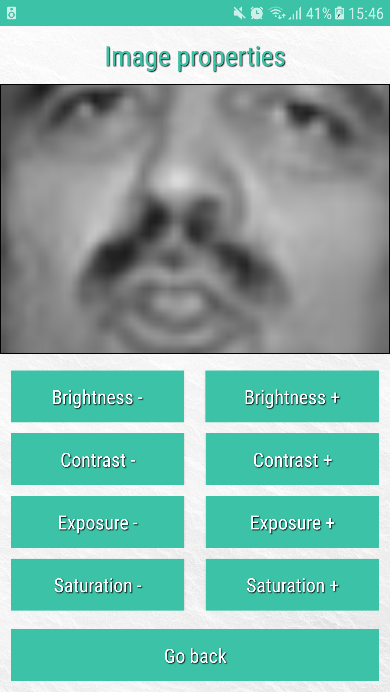 41% 15:46
Image properties
Brightness - Brightness +
Contrast - Contrast +
Exposure - Exposure +
Saturation - Saturation +
Go back